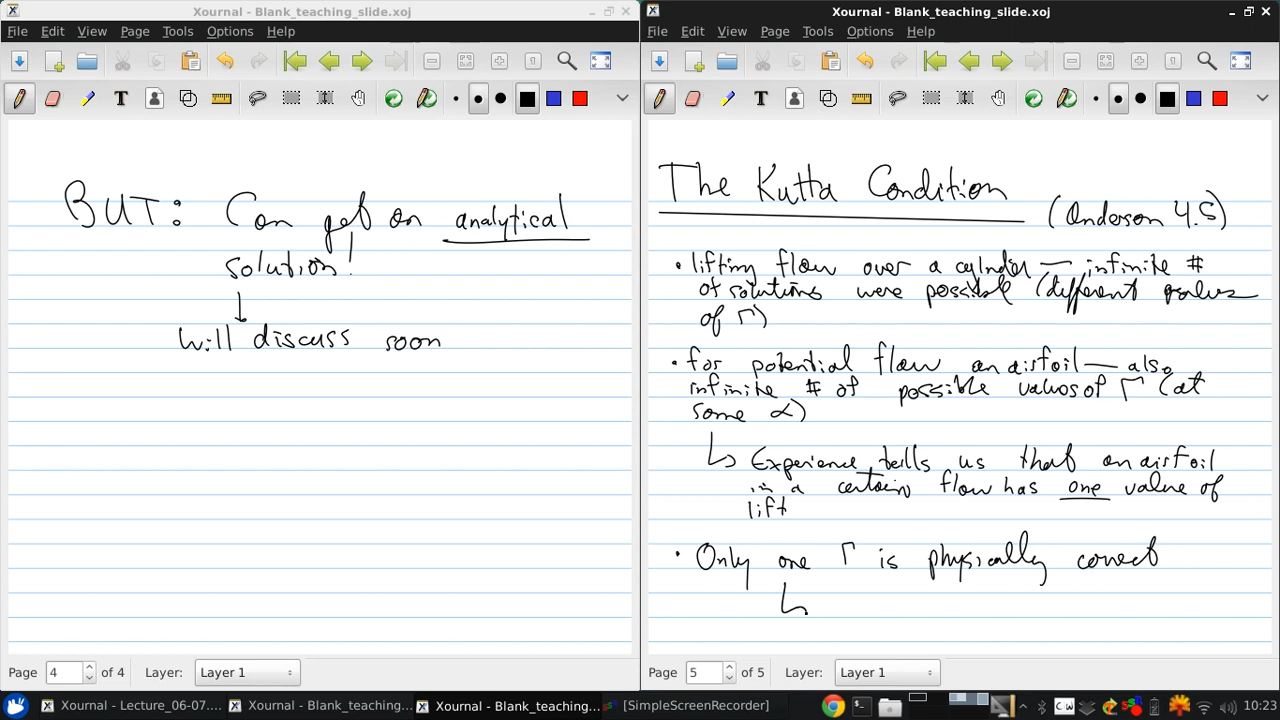 Xournal - Blank_teaching_slide.xoj
File Edit View Page Tools Options Help
BUT: Can get an analytical
solution!
will discuss soon
Page 4 of 4 Layer: Layer 1
Xournal - Blank_teaching_slide.xoj
File Edit View Page Tools Options Help
The Kutta Condition
(Anderson 4.5)
• lifting flow over a cylinder — infinite #
of solutions were possible (different values
of Γ)
• for potential flow an airfoil — also
infinite # of possible values of Γ (at
some α)
Experience tells us that an airfoil
in a certain flow has one value of
lift
• Only one Γ is physically correct
Page 5 of 5 Layer: Layer 1
Xournal - Lecture_06-07.... Xournal - Blank_teaching... Xournal - Blank_teaching... [SimpleScreenRecorder] 10:23